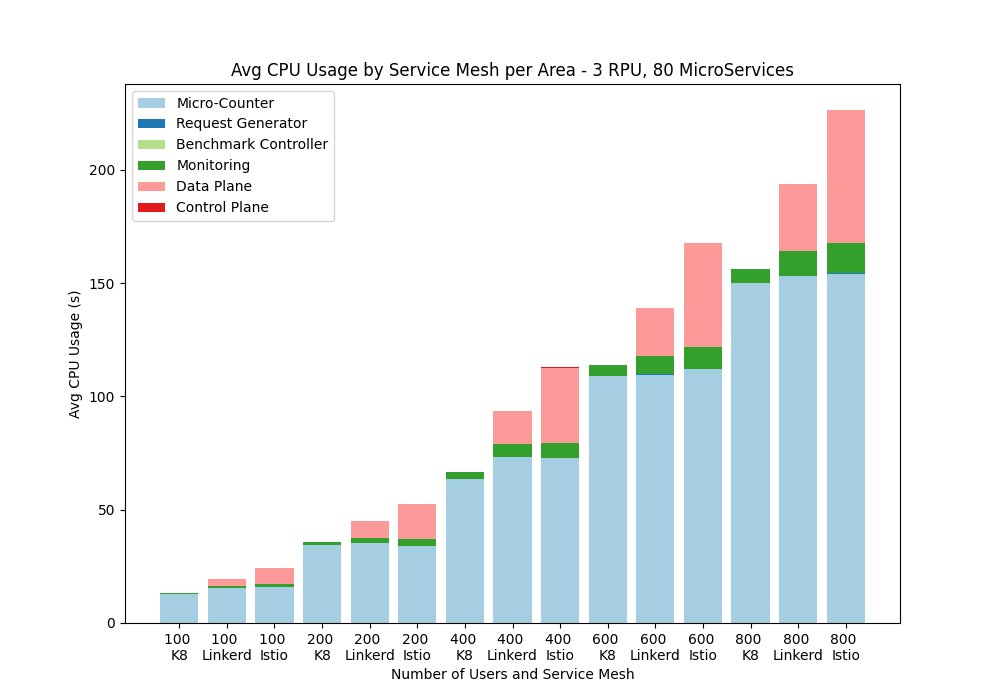 Avg CPU Usage by Service Mesh per Area - 3 RPU, 80 MicroServices
Micro-Counter
Request Generator
Benchmark Controller
Monitoring
Data Plane
Control Plane
Avg CPU Usage (s)
200
150
100
50
0
100 100 100 200 200 200 400 400 400 600 600 600 800 800 800
K8 Linkerd Istio K8 Linkerd Istio K8 Linkerd Istio K8 Linkerd Istio K8 Linkerd Istio
Number of Users and Service Mesh